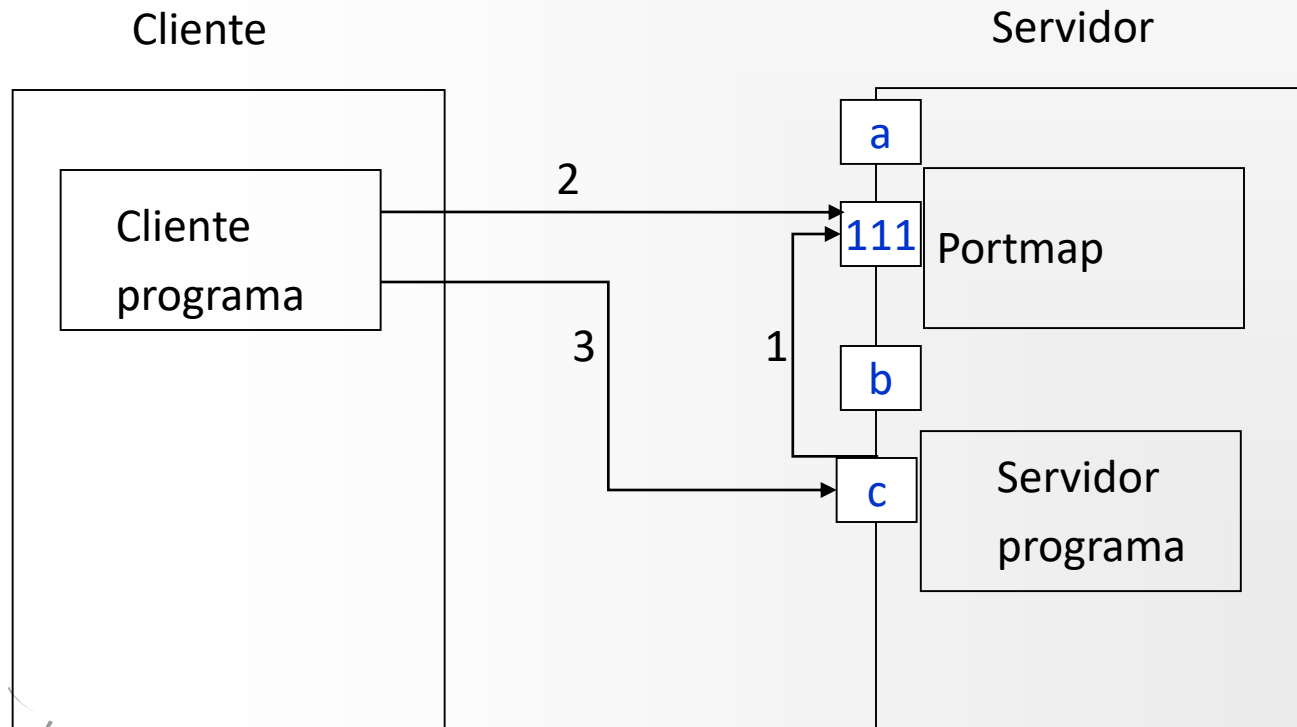 Cliente
Servidor
a
2
Cliente
programa
111
Portmap
3
1
b
c
Servidor
programa